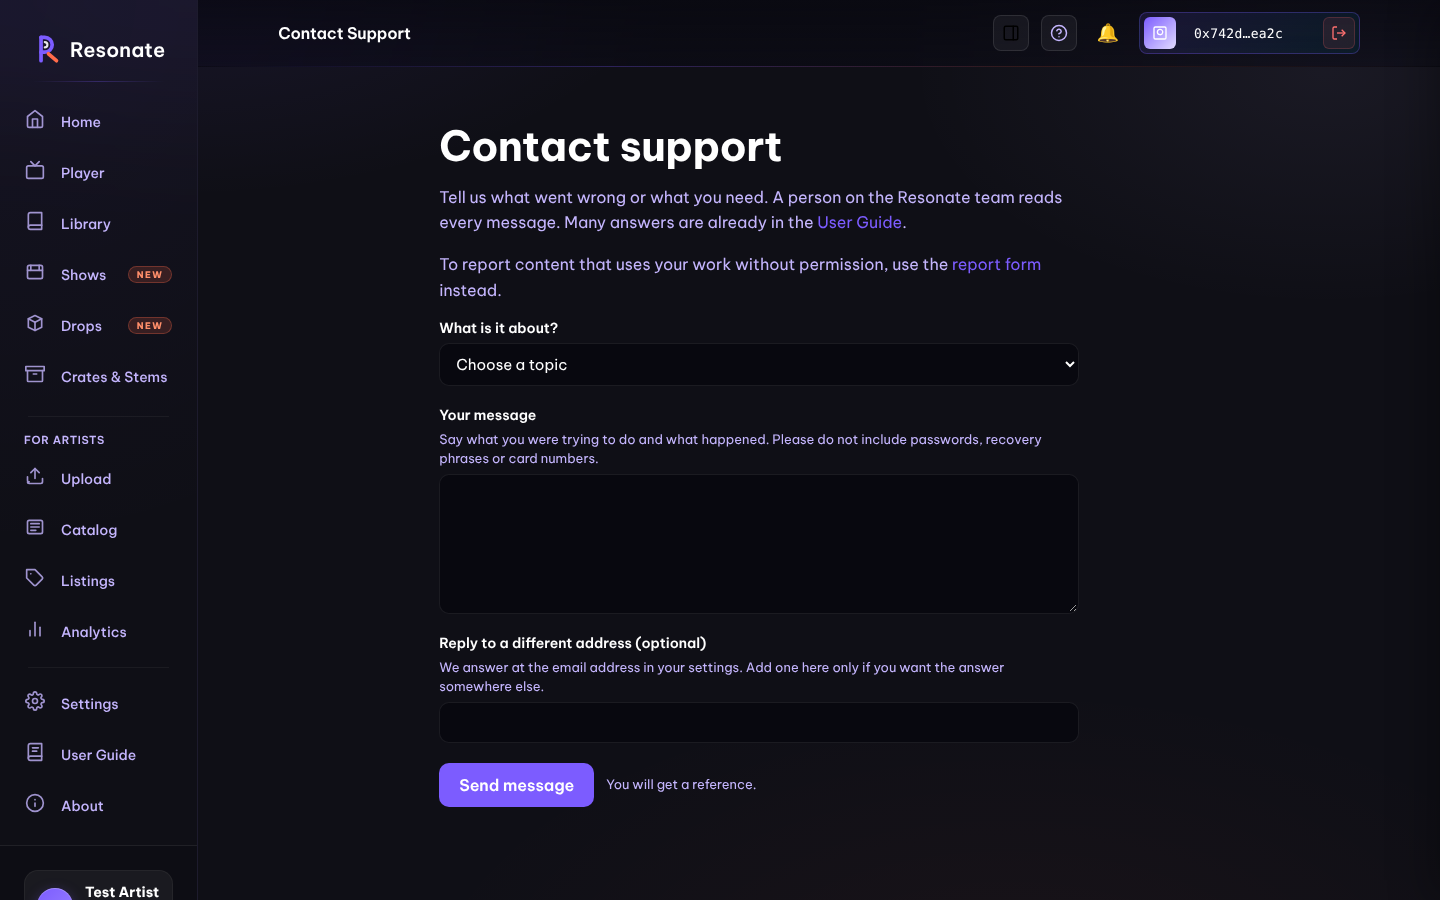 Resonate
Home
Player
Library
Shows NEW
Drops NEW
Crates & Stems
FOR ARTISTS
Upload
Catalog
Listings
Analytics
Settings
User Guide
About
Test Artist
Contact Support
0x742d…ea2c
Contact support
Tell us what went wrong or what you need. A person on the Resonate team reads
every message. Many answers are already in the User Guide.
To report content that uses your work without permission, use the report form
instead.
What is it about?
Choose a topic
Your message
Say what you were trying to do and what happened. Please do not include passwords, recovery
phrases or card numbers.
Reply to a different address (optional)
We answer at the email address in your settings. Add one here only if you want the answer
somewhere else.
Send message You will get a reference.